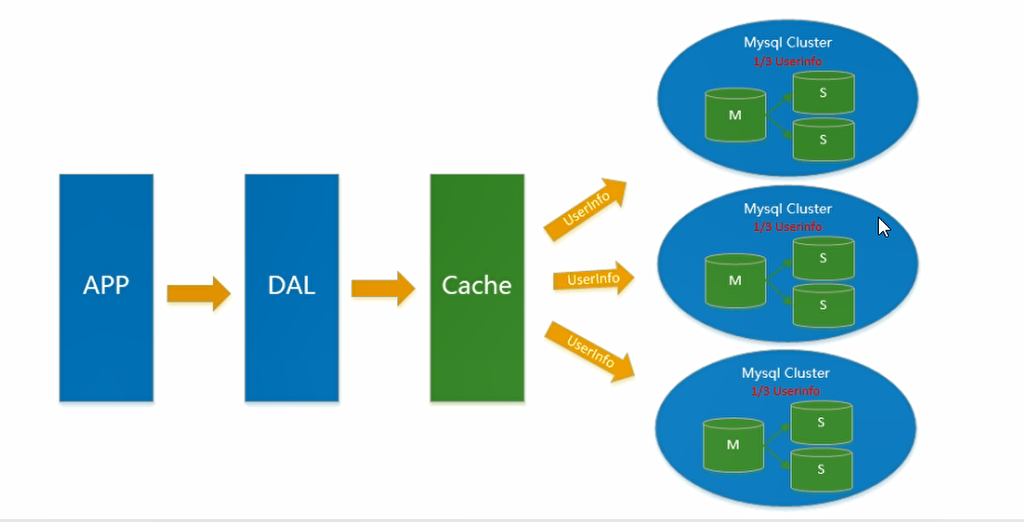 APP
DAL
Cache
UserInfo
UserInfo
UserInfo
Mysql Cluster
1/3 Userinfo
M
S
S
Mysql Cluster
1/3 Userinfo
M
S
S
Mysql Cluster
1/3 Userinfo
M
S
S